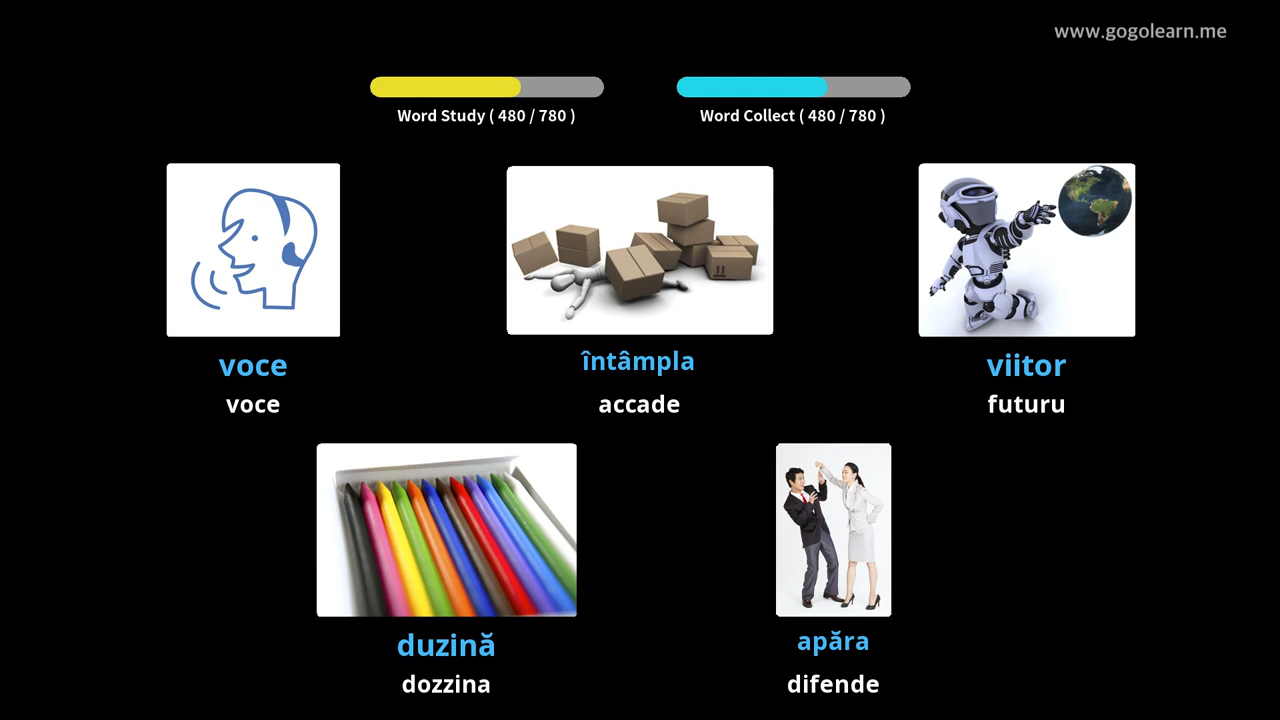 www.gogolearn.me
Word Study ( 480 / 780 )
Word Collect ( 480 / 780 )
voce
voce
întâmpla
accade
viitor
futuru
duzină
dozzina
apăra
difende